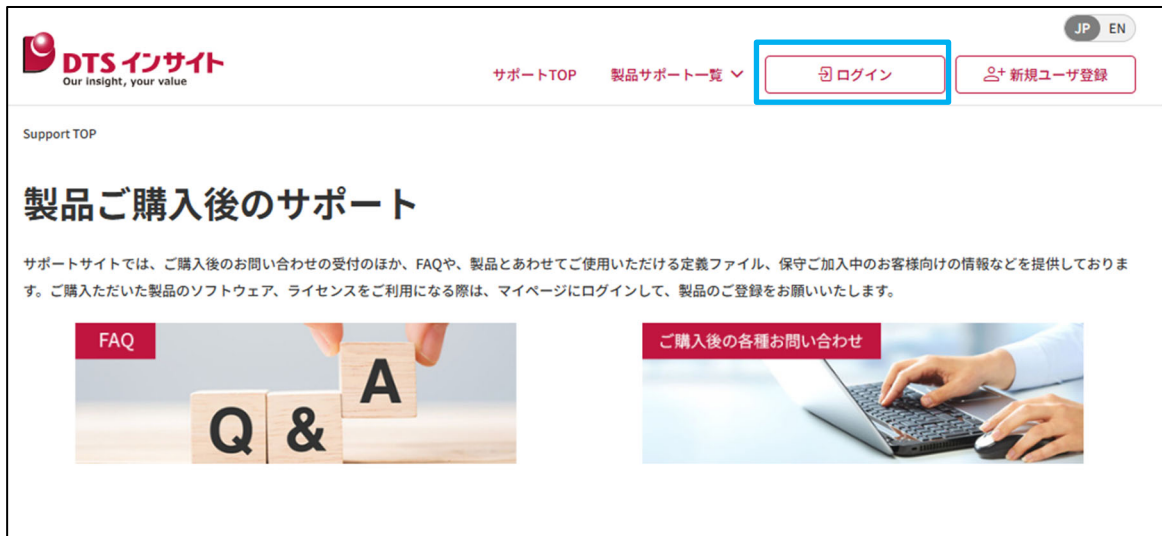 JP EN
DTS インサイト
Our insight, your value
サポートTOP 製品サポート一覧 ログイン 新規ユーザ登録
Support TOP
製品ご購入後のサポート
サポートサイトでは、ご購入後のお問い合わせの受付のほか、FAQや、製品とあわせてご使用いただける定義ファイル、保守ご加入中のお客様向けの情報などを提供しておりま
す。ご購入ただいた製品のソフトウェア、ライセンスをご利用になる際は、マイページにログインして、製品のご登録をお願いいたします。
FAQ
Q & A
ご購入後の各種お問い合わせ